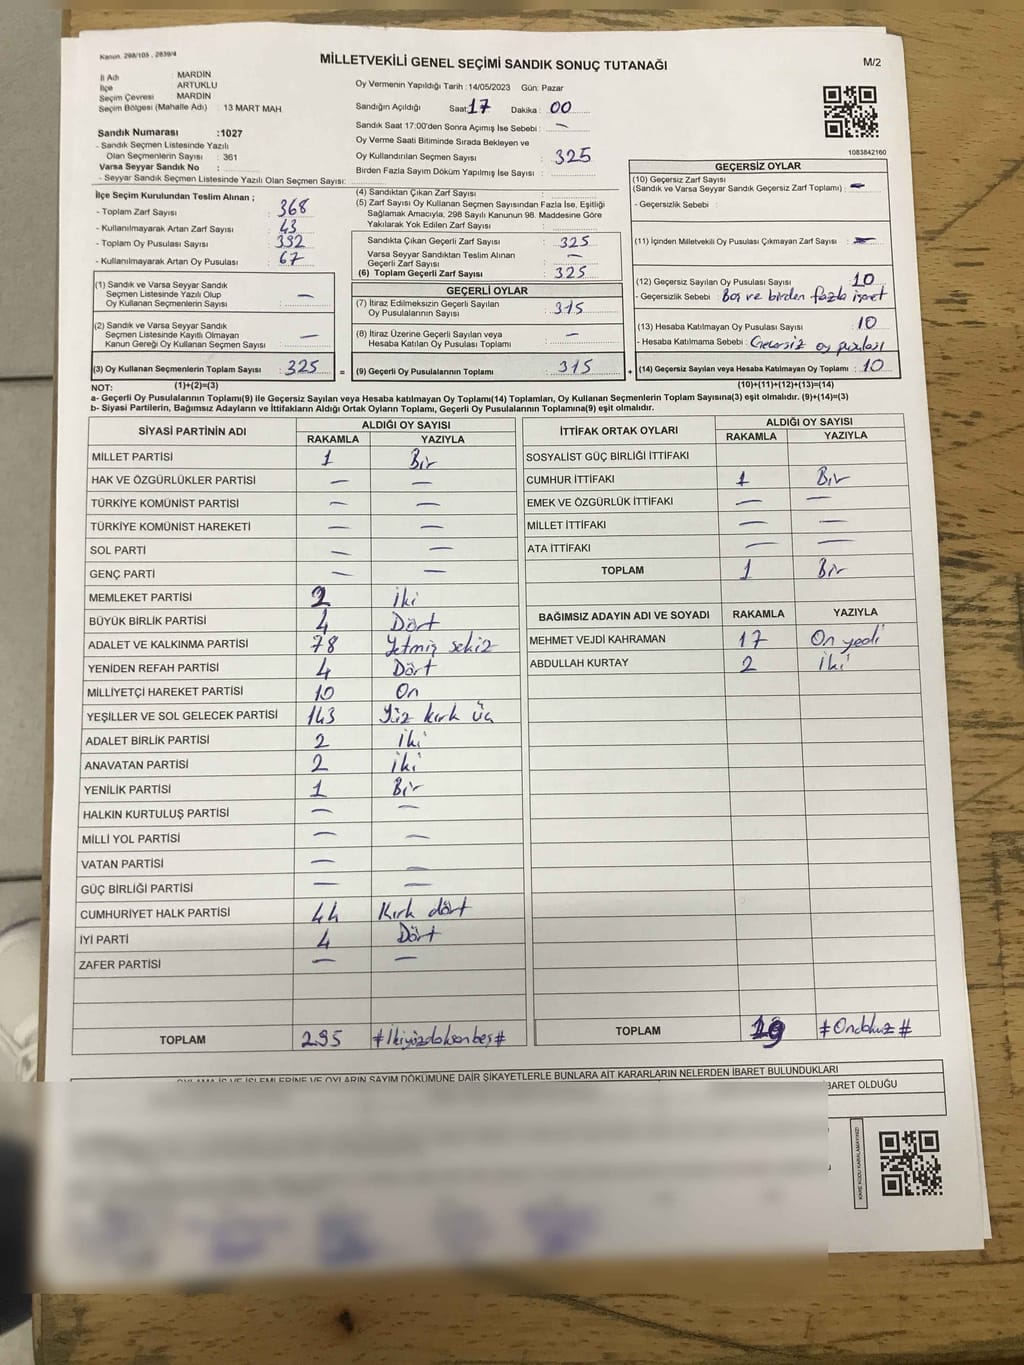 Kanun. 298/105 , 2839/4
MİLLETVEKİLİ GENEL SEÇİMİ SANDIK SONUÇ TUTANAĞI
M/2
İl Adı : MARDİN
İlçe ARTUKLU
Seçim Çevresi : MARDİN
Seçim Bölgesi (Mahalle Adı) : 13 MART MAH.
Oy Vermenin Yapıldığı Tarih : 14/05/2023 Gün: Pazar
Sandığın Açıldığı Saat: 17 Dakika : 00
Sandık Saat 17:00'den Sonra Açımış İse Sebebi : —
Oy Verme Saati Bitiminde Sırada Bekleyen ve
Oy Kullandırılan Seçmen Sayısı : 325
Birden Fazla Sayım Döküm Yapılmış İse Sayısı :
Sandık Numarası :1027
- Sandık Seçmen Listesinde Yazılı
Olan Seçmenlerin Sayısı : 361
Varsa Seyyar Sandık No :
- Seyyar Sandık Seçmen Listesinde Yazılı Olan Seçmen Sayısı:
1083842160
İlçe Seçim Kurulundan Teslim Alınan ;
- Toplam Zarf Sayısı : 368
- Kullanılmayarak Artan Zarf Sayısı : 43
- Toplam Oy Pusulası Sayısı : 392
- Kullanılmayarak Artan Oy Pusulası : 67
(1) Sandık ve Varsa Seyyar Sandık
Seçmen Listesinde Yazılı Olup
Oy Kullanan Seçmenlerin Sayısı : —
(2) Sandık ve Varsa Seyyar Sandık
Seçmen Listesinde Kayıtlı Olmayan
Kanun Gereği Oy Kullanan Seçmen Sayısı : —
(3) Oy Kullanan Seçmenlerin Toplam Sayısı : 325 =
(4) Sandıktan Çıkan Zarf Sayısı :
(5) Zarf Sayısı Oy Kullanan Seçmen Sayısından Fazla İse, Eşitliği
Sağlamak Amacıyla; 298 Sayılı Kanunun 98. Maddesine Göre
Yakılarak Yok Edilen Zarf Sayısı :
Sandıkta Çıkan Geçerli Zarf Sayısı : 325
Varsa Seyyar Sandıktan Teslim Alınan
Geçerli Zarf Sayısı : —
(6) Toplam Geçerli Zarf Sayısı : 325
GEÇERLİ OYLAR
(7) İtiraz Edilmeksizin Geçerli Sayılan
Oy Pusulalarının Sayısı : 315
(8) İtiraz Üzerine Geçerli Sayılan veya
Hesaba Katılan Oy Pusulası Toplamı : —
(9) Geçerli Oy Pusulalarının Toplamı : 315 +
GEÇERSİZ OYLAR
(10) Geçersiz Zarf Sayısı
(Sandık ve Varsa Seyyar Sandık Geçersiz Zarf Toplamı) : —
- Geçersizlik Sebebi :
(11) İçinden Milletvekili Oy Pusulası Çıkmayan Zarf Sayısı : —
(12) Geçersiz Sayılan Oy Pusulası Sayısı : 10
- Geçersizlik Sebebi : Boş ve birden fazla işaret
(13) Hesaba Katılmayan Oy Pusulası Sayısı : 10
- Hesaba Katılmama Sebebi : Geçersiz oy pusulası
(14) Geçersiz Sayılan veya Hesaba Katılmayan Oy Toplamı : 10
NOT: (1)+(2)=(3) (10)+(11)+(12)+(13)=(14)
a- Geçerli Oy Pusulalarının Toplamı(9) ile Geçersiz Sayılan veya Hesaba katılmayan Oy Toplamı(14) Toplamları, Oy Kullanan Seçmenlerin Toplam Sayısına(3) eşit olmalıdır. (9)+(14)=(3)
b- Siyasi Partilerin, Bağımsız Adayların ve İttifakların Aldığı Ortak Oyların Toplamı, Geçerli Oy Pusulalarının Toplamına(9) eşit olmalıdır.
SİYASİ PARTİNİN ADI ALDIĞI OY SAYISI
RAKAMLA YAZIYLA
MİLLET PARTİSİ 1 Bir
HAK VE ÖZGÜRLÜKLER PARTİSİ — —
TÜRKİYE KOMÜNİST PARTİSİ — —
TÜRKİYE KOMÜNİST HAREKETİ — —
SOL PARTİ — —
GENÇ PARTİ — —
MEMLEKET PARTİSİ 2 İki
BÜYÜK BİRLİK PARTİSİ 4 Dört
ADALET VE KALKINMA PARTİSİ 78 Yetmiş sekiz
YENİDEN REFAH PARTİSİ 4 Dört
MİLLİYETÇİ HAREKET PARTİSİ 10 On
YEŞİLLER VE SOL GELECEK PARTİSİ 143 Yüz kırk üç
ADALET BİRLİK PARTİSİ 2 İki
ANAVATAN PARTİSİ 2 İki
YENİLİK PARTİSİ 1 Bir
HALKIN KURTULUŞ PARTİSİ — —
MİLLİ YOL PARTİSİ — —
VATAN PARTİSİ — —
GÜÇ BİRLİĞİ PARTİSİ — —
CUMHURİYET HALK PARTİSİ 44 Kırk dört
İYİ PARTİ 4 Dört
ZAFER PARTİSİ — —
TOPLAM 295 #İkiyüzdoksanbeş#
İTTİFAK ORTAK OYLARI ALDIĞI OY SAYISI
RAKAMLA YAZIYLA
SOSYALİST GÜÇ BİRLİĞİ İTTİFAKI
CUMHUR İTTİFAKI 1 Bir
EMEK VE ÖZGÜRLÜK İTTİFAKI — —
MİLLET İTTİFAKI — —
ATA İTTİFAKI — —
TOPLAM 1 Bir
BAĞIMSIZ ADAYIN ADI VE SOYADI RAKAMLA YAZIYLA
MEHMET VEJDİ KAHRAMAN 17 On yedi
ABDULLAH KURTAY 2 İki
TOPLAM 19 #Ondokuz#
OYLAMA İŞ VE İŞLEMLERİNE VE OYLARIN SAYIM DÖKÜMÜNE DAİR ŞİKAYETLERLE BUNLARA AİT KARARLARIN NELERDEN İBARET BULUNDUKLARI
İBARET OLDUĞU
KARE KODU KARALAMAYINIZ!